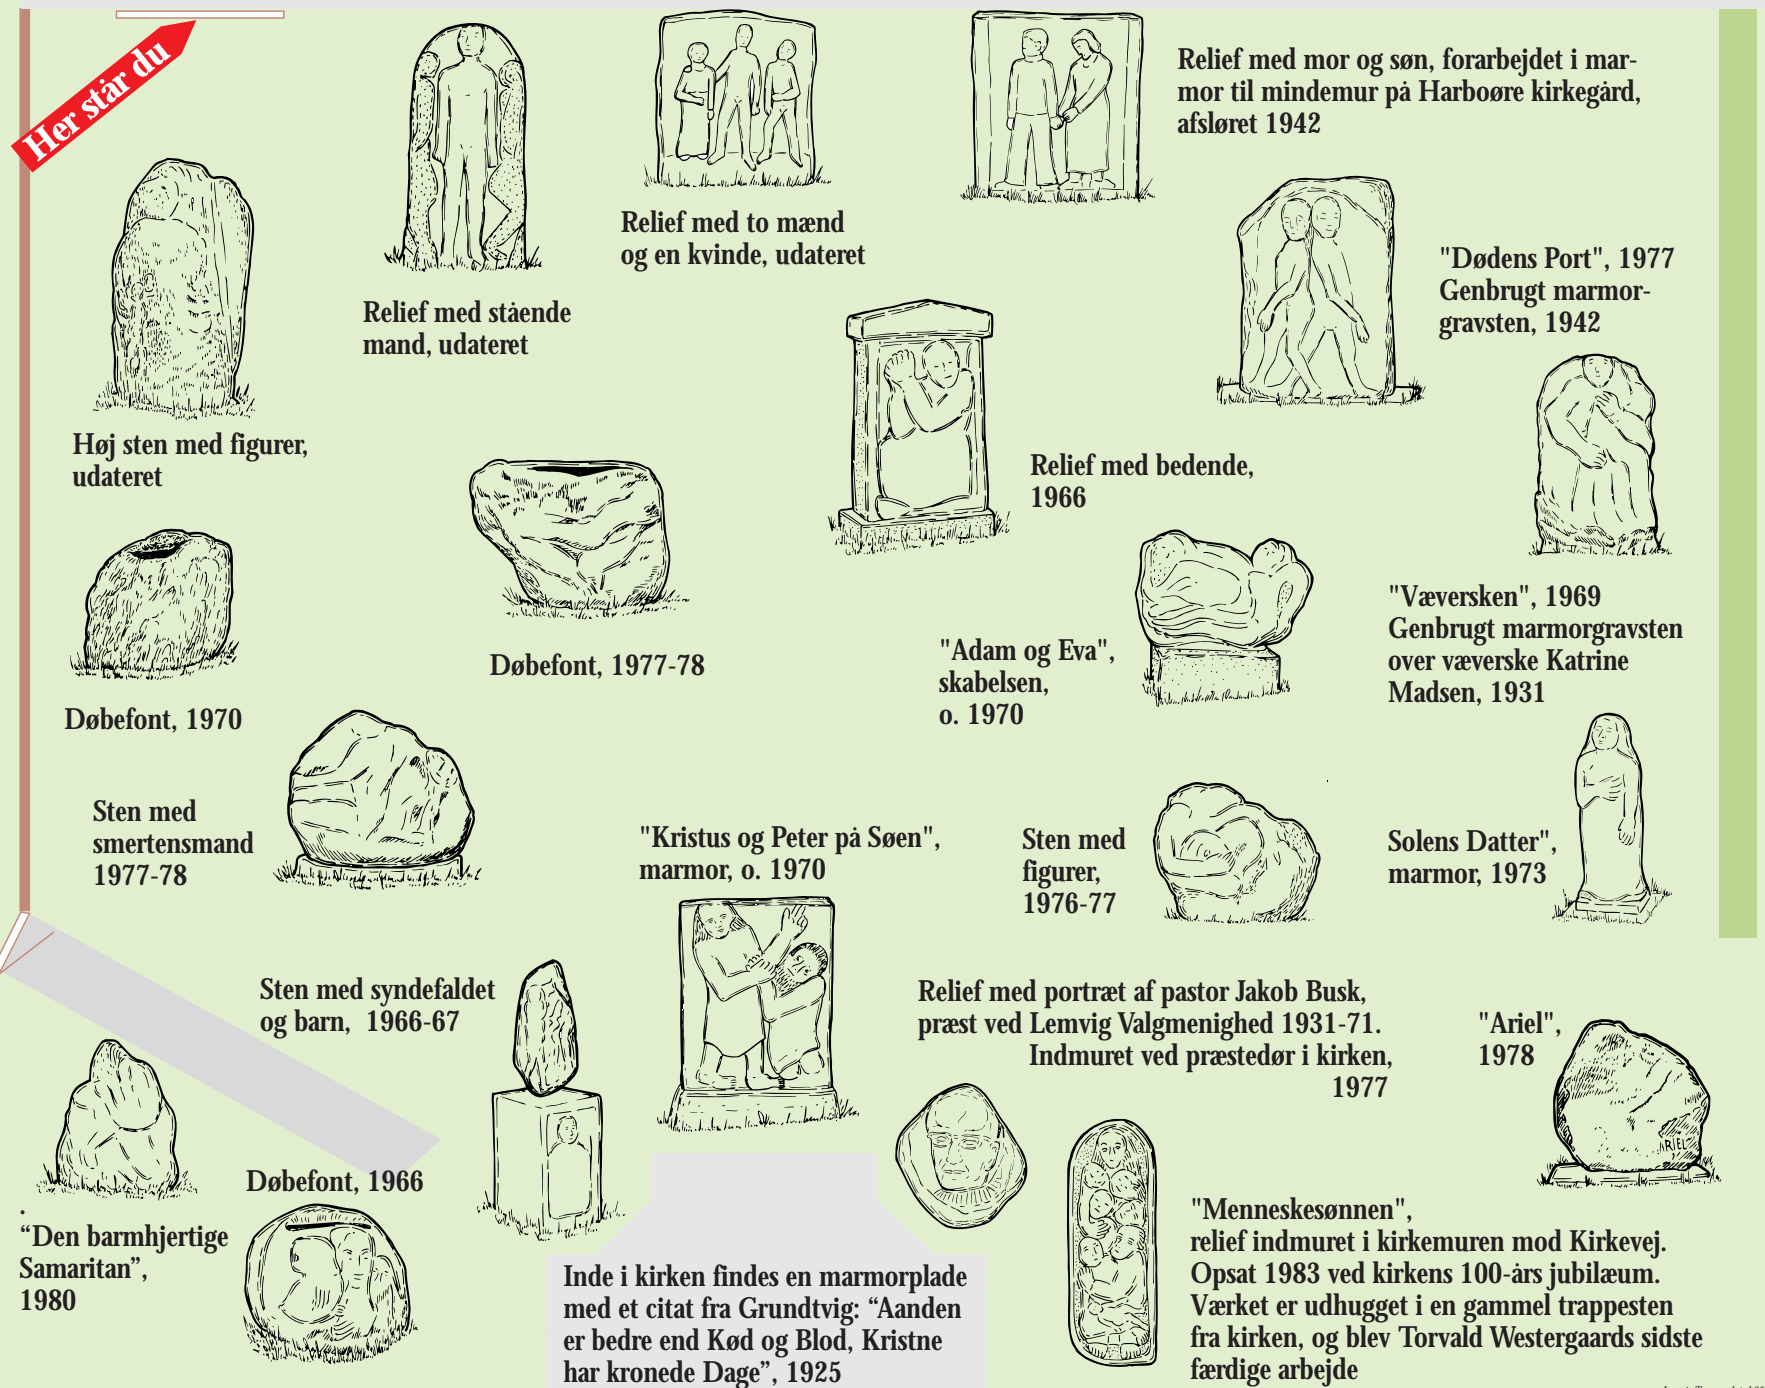 Her står du
Relief med mor og søn, forarbejdet i mar-
mor til mindemur på Harboøre kirkegård,
afsløret 1942
Relief med to mænd
og en kvinde, udateret
"Dødens Port", 1977
Genbrugt marmor-
gravsten, 1942
Relief med stående
mand, udateret
Høj sten med figurer,
udateret
Relief med bedende,
1966
"Væversken", 1969
Genbrugt marmorgravsten
over væverske Katrine
Madsen, 1931
Døbefont, 1977-78
"Adam og Eva",
skabelsen,
o. 1970
Døbefont, 1970
Sten med
smertensmand
1977-78
"Kristus og Peter på Søen",
marmor, o. 1970
Sten med
figurer,
1976-77
Solens Datter",
marmor, 1973
Sten med syndefaldet
og barn, 1966-67
Relief med portræt af pastor Jakob Busk,
præst ved Lemvig Valgmenighed 1931-71.
Indmuret ved præstedør i kirken,
1977
"Ariel",
1978
ARIEL
Døbefont, 1966
.
“Den barmhjertige
Samaritan”,
1980
"Menneskesønnen",
relief indmuret i kirkemuren mod Kirkevej.
Opsat 1983 ved kirkens 100-års jubilæum.
Værket er udhugget i en gammel trappesten
fra kirken, og blev Torvald Westergaards sidste
færdige arbejde
Inde i kirken findes en marmorplade
med et citat fra Grundtvig: “Aanden
er bedre end Kød og Blod, Kristne
har kronede Dage”, 1925